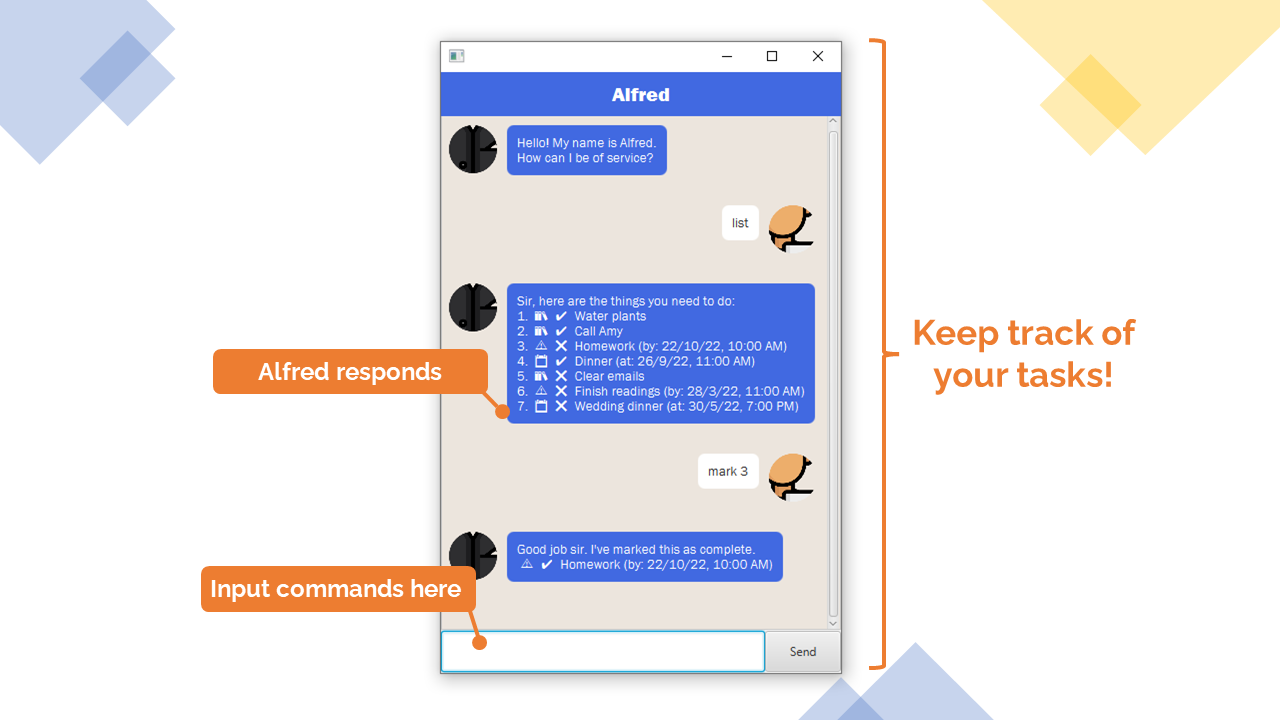 Alfred
Hello! My name is Alfred.
How can I be of service?
list
Sir, here are the things you need to do:
1. ✔ Water plants
2. ✔ Call Amy
3. ⚠ ✖ Homework (by: 22/10/22, 10:00 AM)
4. ✔ Dinner (at: 26/9/22, 11:00 AM)
5. ✖ Clear emails
6. ⚠ ✖ Finish readings (by: 28/3/22, 11:00 AM)
7. ✖ Wedding dinner (at: 30/5/22, 7:00 PM)
Alfred responds
mark 3
Good job sir. I've marked this as complete.
⚠ ✔ Homework (by: 22/10/22, 10:00 AM)
Input commands here
Send
Keep track of
your tasks!